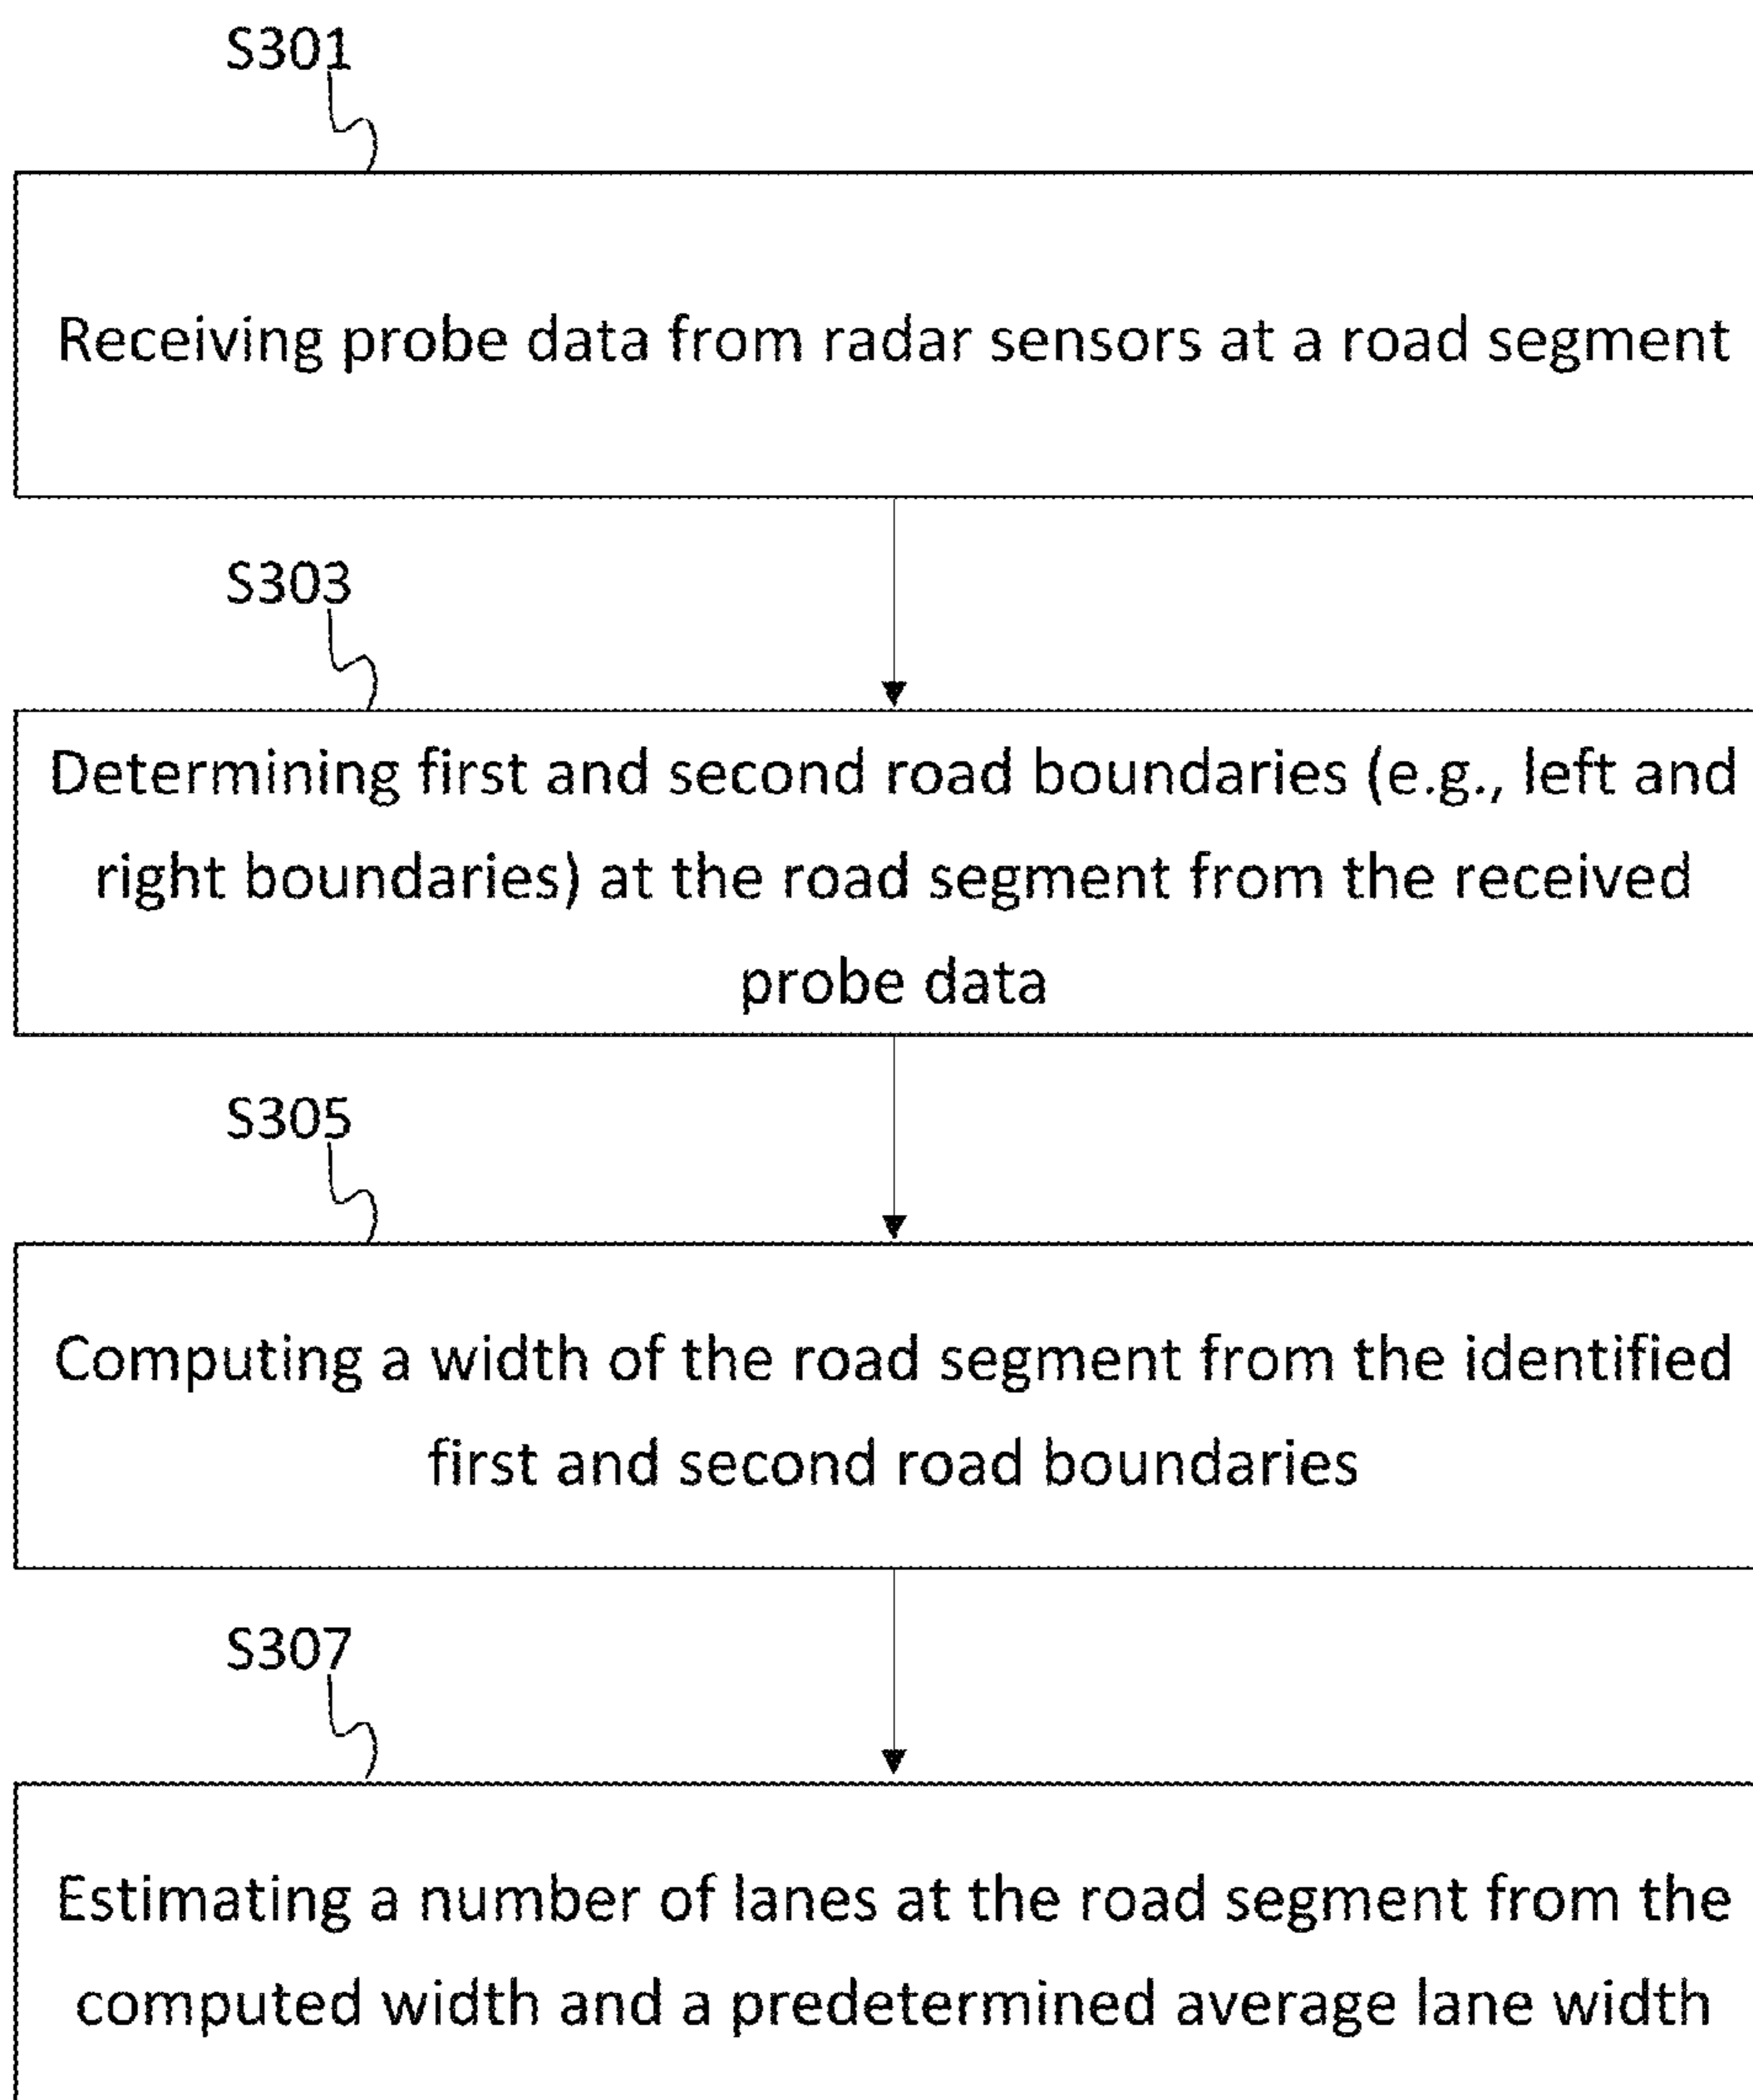 S301
Receiving probe data from radar sensors at a road segment
S303
Determining first and second road boundaries (e.g., left and
right boundaries) at the road segment from the received
probe data
S305
Computing a width of the road segment from the identified
first and second road boundaries
S307
Estimating a number of lanes at the road segment from the
computed width and a predetermined average lane width